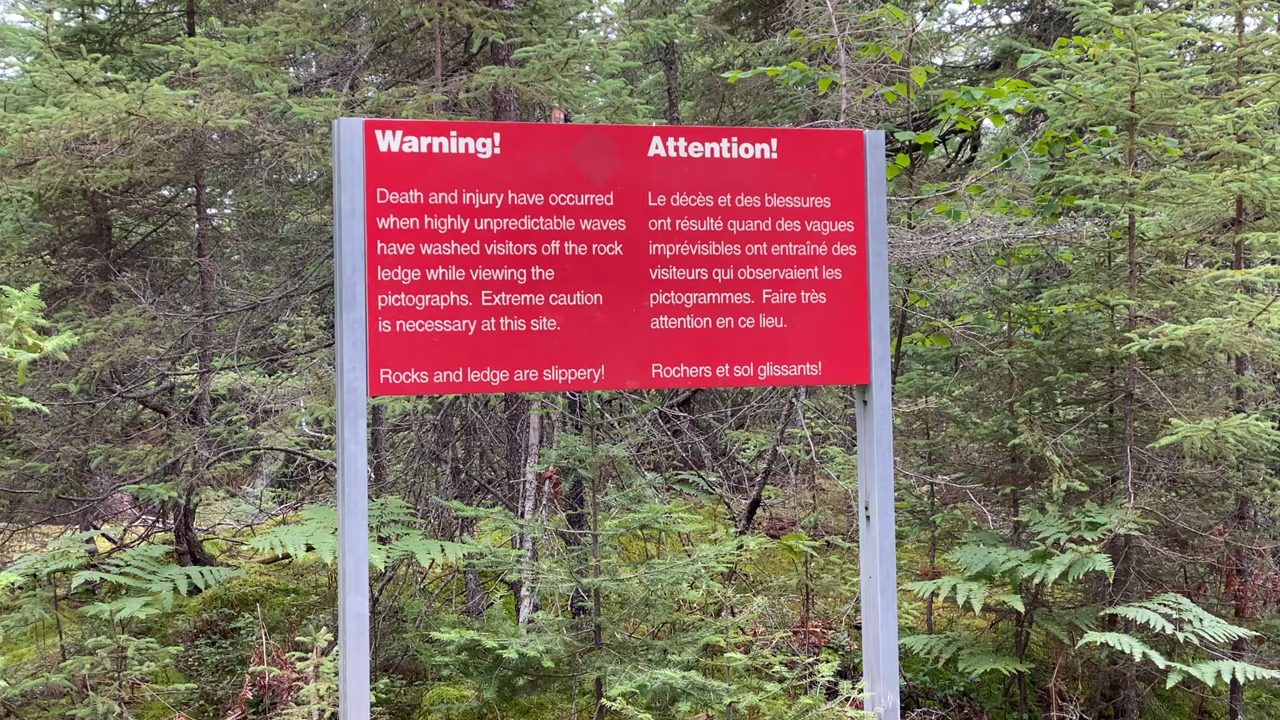 Warning!
Death and injury have occurred
when highly unpredictable waves
have washed visitors off the rock
ledge while viewing the
pictographs. Extreme caution
is necessary at this site.
Rocks and ledge are slippery!
Attention!
Le décès et des blessures
ont résulté quand des vagues
imprévisibles ont entraîné des
visiteurs qui observaient les
pictogrammes. Faire très
attention en ce lieu.
Rochers et sol glissants!